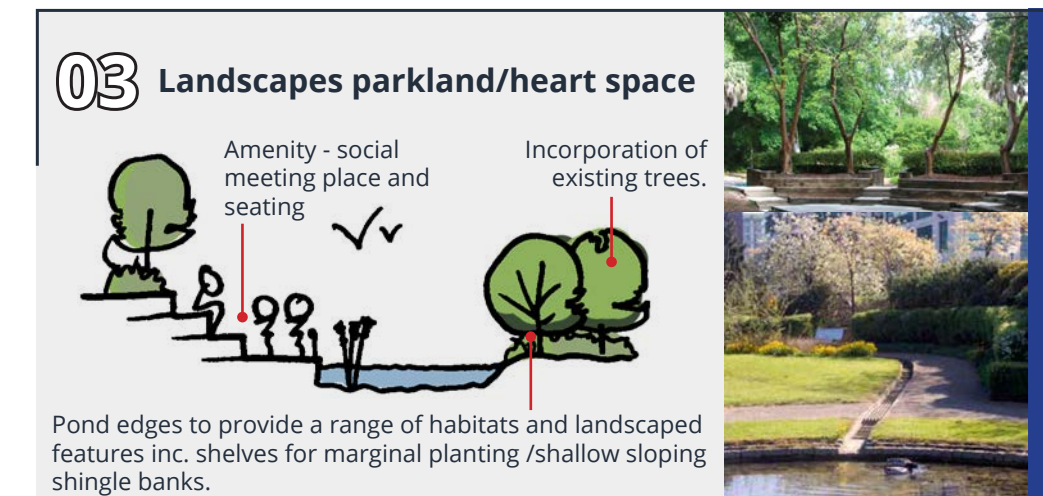 03 Landscapes parkland/heart space
Amenity - social
meeting place and
seating
Incorporation of
existing trees.
Pond edges to provide a range of habitats and landscaped
features inc. shelves for marginal planting /shallow sloping
shingle banks.